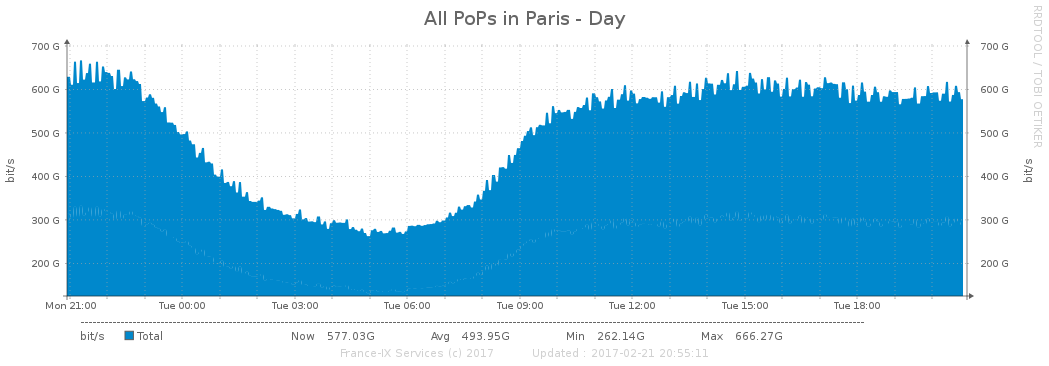 All PoPs in Paris - Day
RRDTOOL / TOBI OETIKER
700 G 700 G
600 G 600 G
500 G 500 G
400 G 400 G
300 G 300 G
200 G 200 G
bit/s bit/s
Mon 21:00 Tue 00:00 Tue 03:00 Tue 06:00 Tue 09:00 Tue 12:00 Tue 15:00 Tue 18:00
bit/s Total Now 577.03G Avg 493.95G Min 262.14G Max 666.27G
France-IX Services (c) 2017 Updated : 2017-02-21 20:55:11